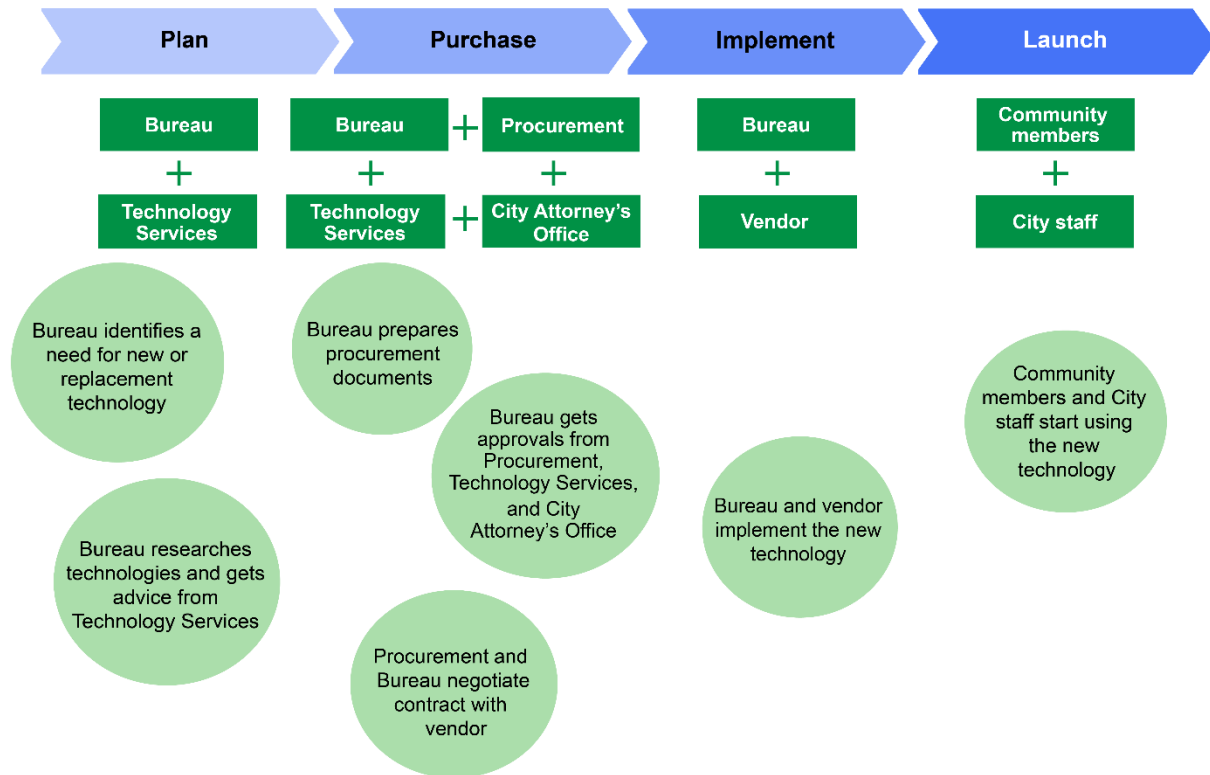 Plan
Purchase
Implement
Launch
Bureau
Technology
Services
Bureau
+
Procurement
+
+
+
Technology
Services
+
City Attorney’s
Office
Bureau
+
Vendor
Community
members
+
City staff
Bureau identifies a
need for new or
replacement
technology
Bureau researches
technologies and gets
advice from
Technology Services
Bureau prepares
procurement
documents
Bureau gets
approvals from
Procurement,
Technology Services,
and City
Attorney’s Office
Procurement and
Bureau negotiate
contract with
vendor
Bureau and vendor
implement the new
technology
Community
members and City
staff start using
the new
technology